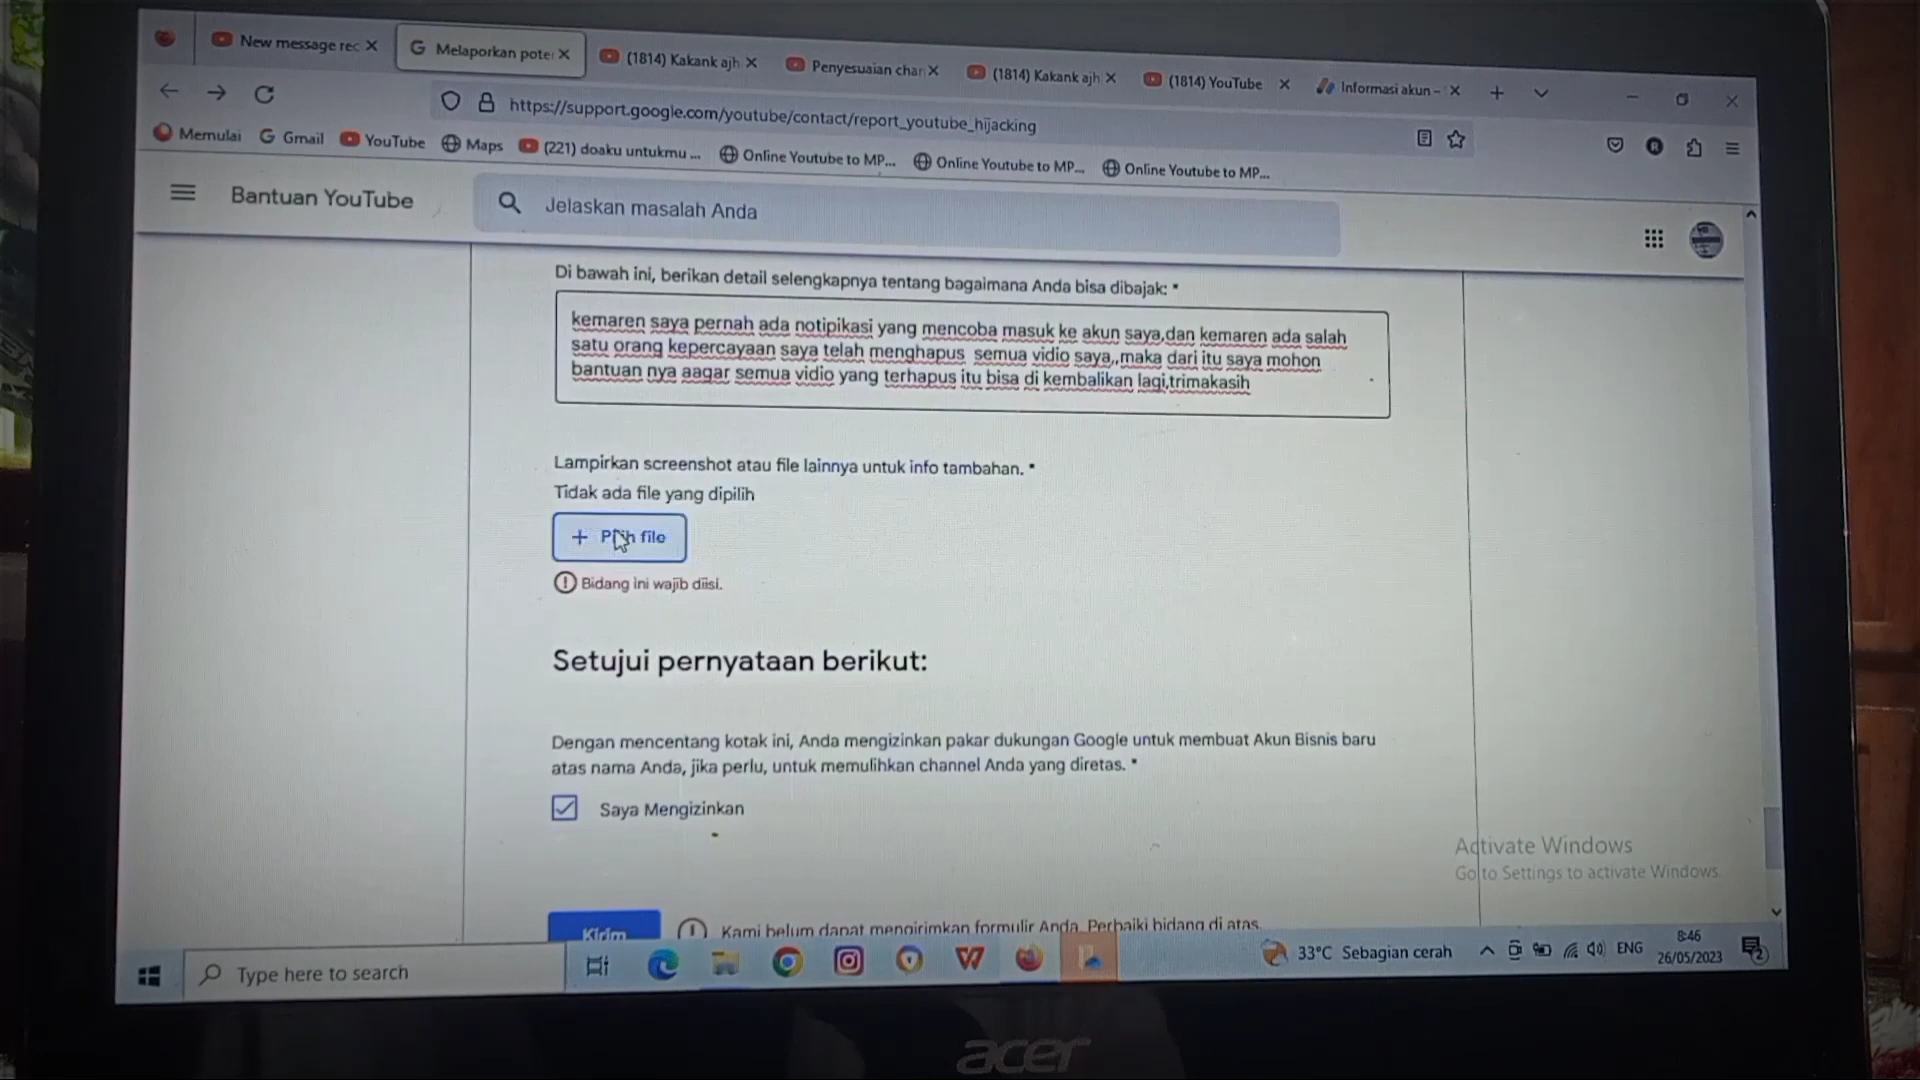 New message rec
Melaporkan poter
(1814) Kakank ajh
Penyesuaian chan
(1814) Kakank ajh
(1814) YouTube
Informasi akun –
https://support.google.com/youtube/contact/report_youtube_hijacking
Memulai
Gmail
YouTube
Maps
(221) doaku untukmu ...
Online Youtube to MP...
Online Youtube to MP...
Online Youtube to MP...
Bantuan YouTube
Jelaskan masalah Anda
Di bawah ini, berikan detail selengkapnya tentang bagaimana Anda bisa dibajak: *
kemaren saya pernah ada notipikasi yang mencoba masuk ke akun saya,dan kemaren ada salah
satu orang kepercayaan saya telah menghapus semua vidio saya,,maka dari itu saya mohon
bantuan nya aagar semua vidio yang terhapus itu bisa di kembalikan lagi,trimakasih
Lampirkan screenshot atau file lainnya untuk info tambahan. *
Tidak ada file yang dipilih
+ Pilih file
Bidang ini wajib diisi.
Setujui pernyataan berikut:
Dengan mencentang kotak ini, Anda mengizinkan pakar dukungan Google untuk membuat Akun Bisnis baru
atas nama Anda, jika perlu, untuk memulihkan channel Anda yang diretas. *
Saya Mengizinkan
Activate Windows
Go to Settings to activate Windows.
Kirim
Kami belum dapat mengirimkan formulir Anda. Perbaiki bidang di atas.
Type here to search
33°C Sebagian cerah
ENG
8:46
26/05/2023
2
acer